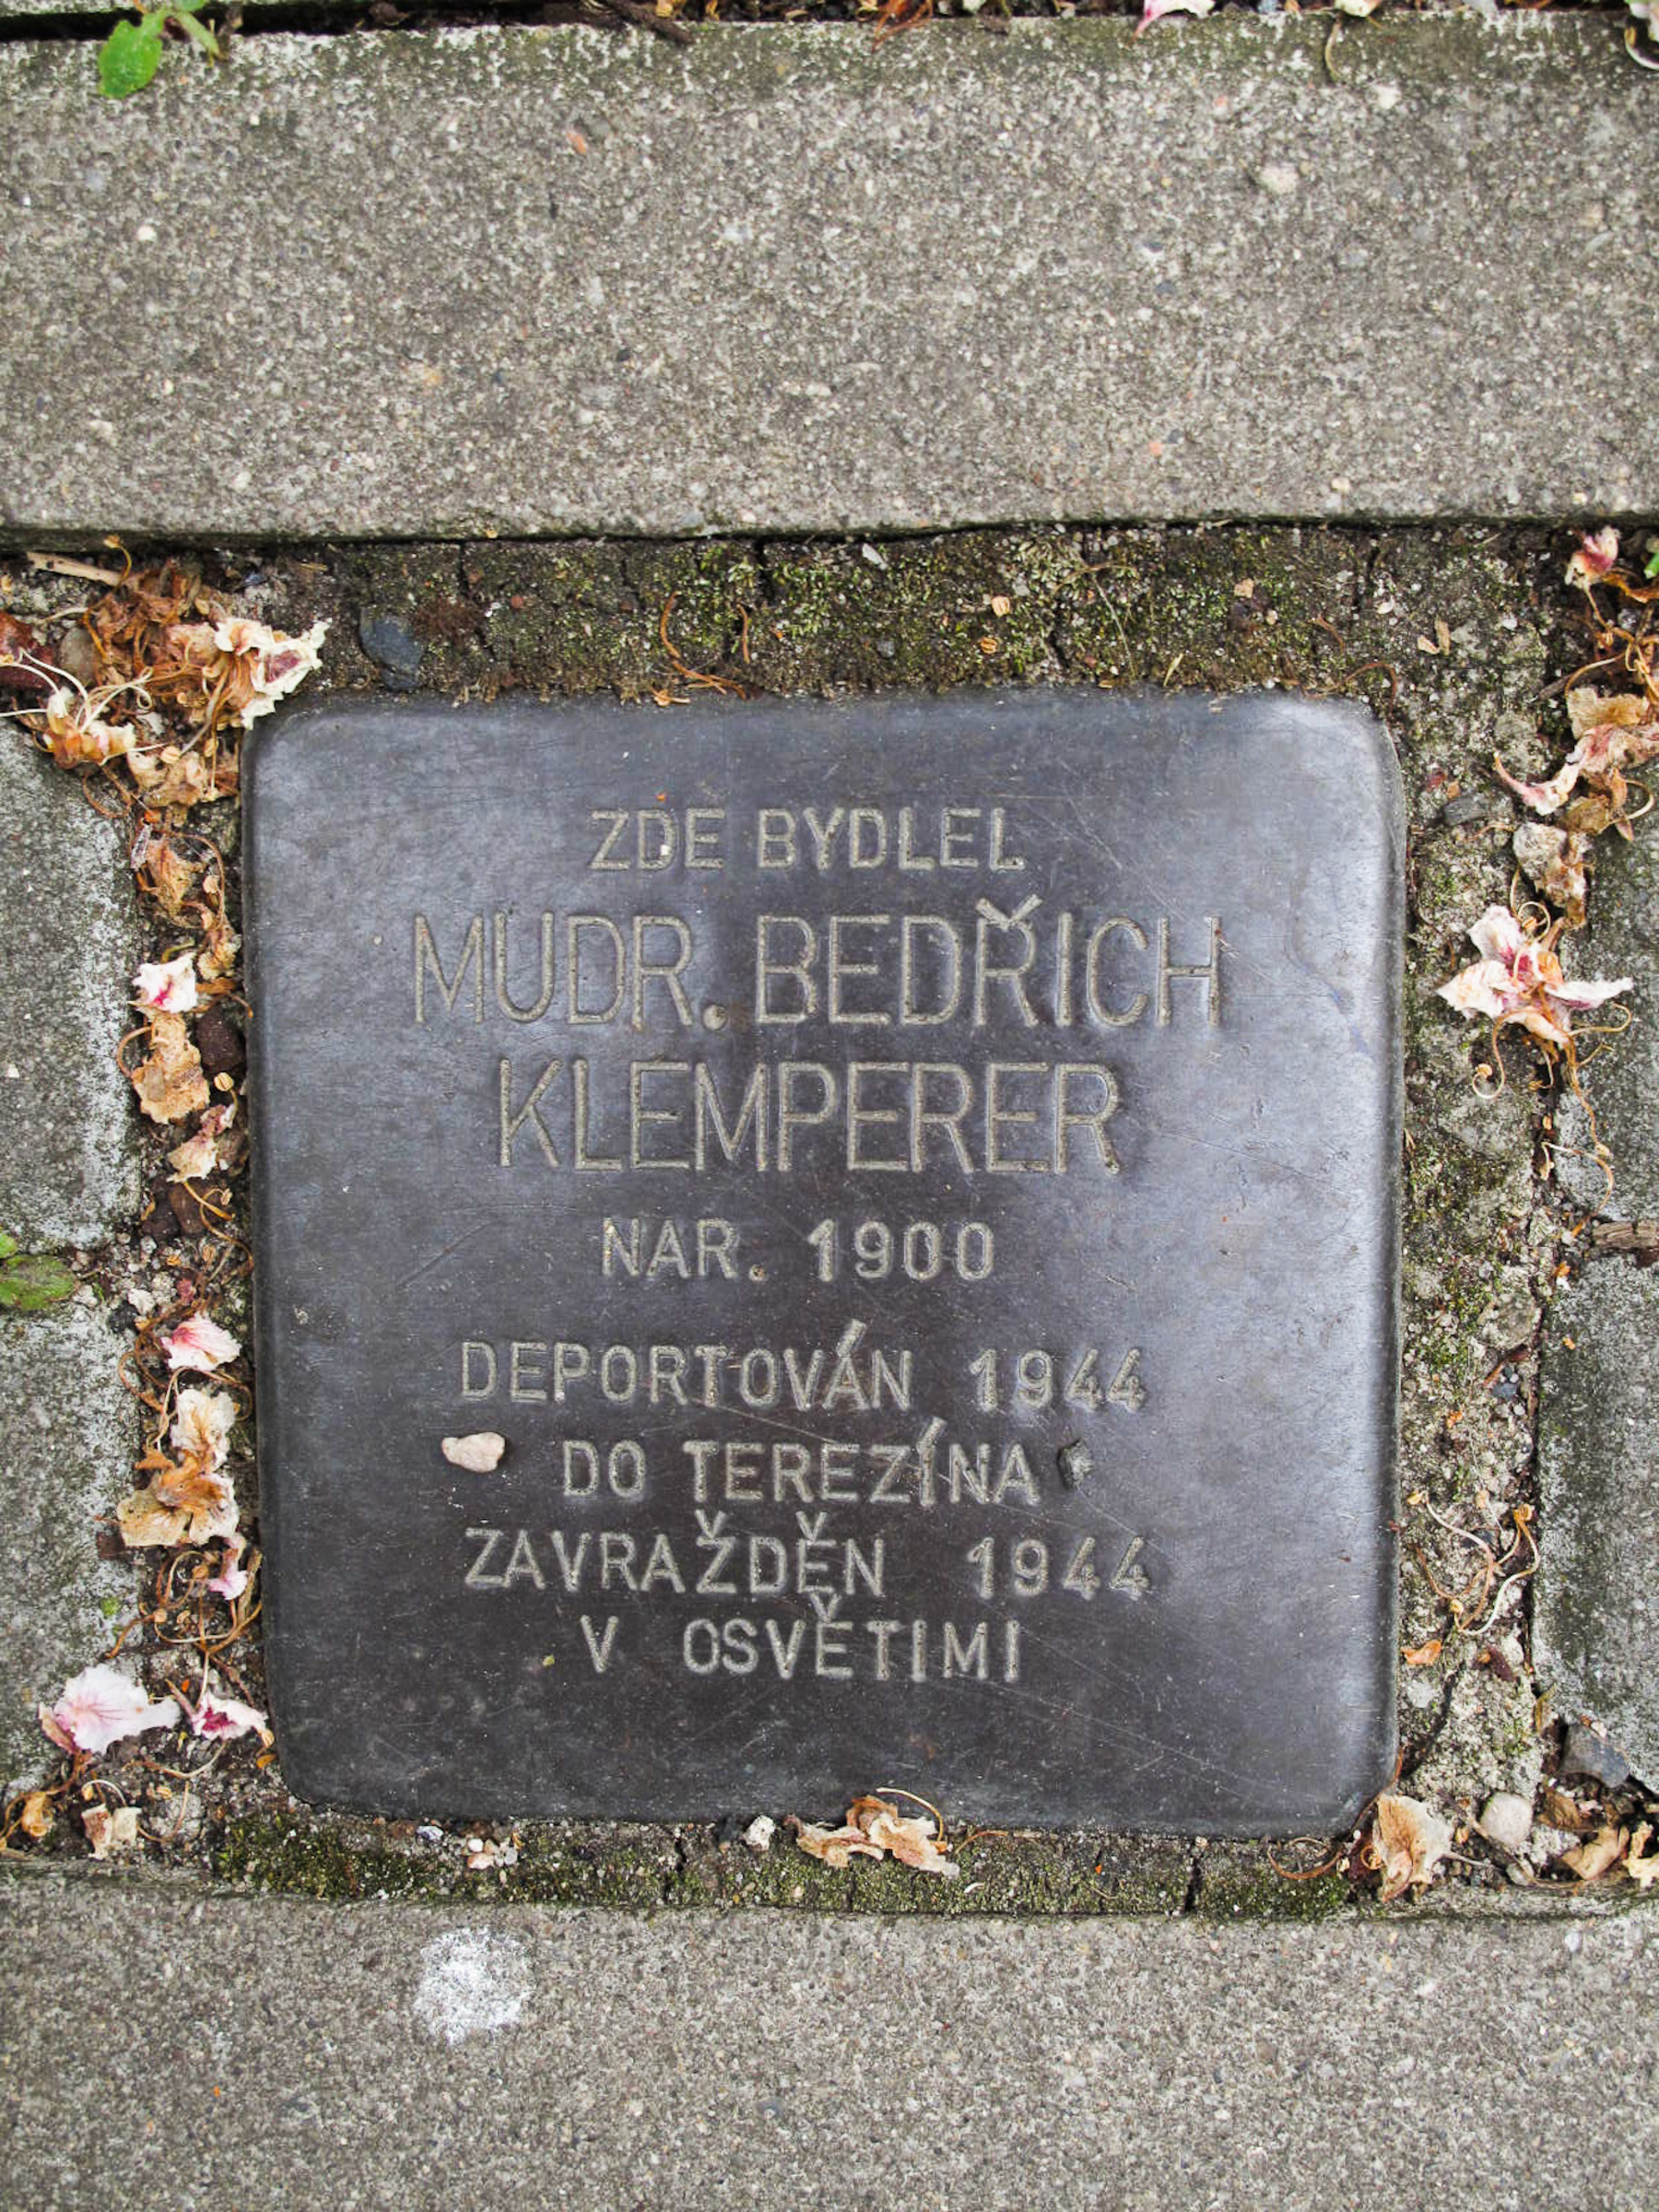 ZDE BYDLEL
MUDR. BEDŘICH
KLEMPERER
NAR. 1900
DEPORTOVÁN 1944
DO TEREZÍNA
ZAVRAŽDĚN 1944
V OSVĚTIMI